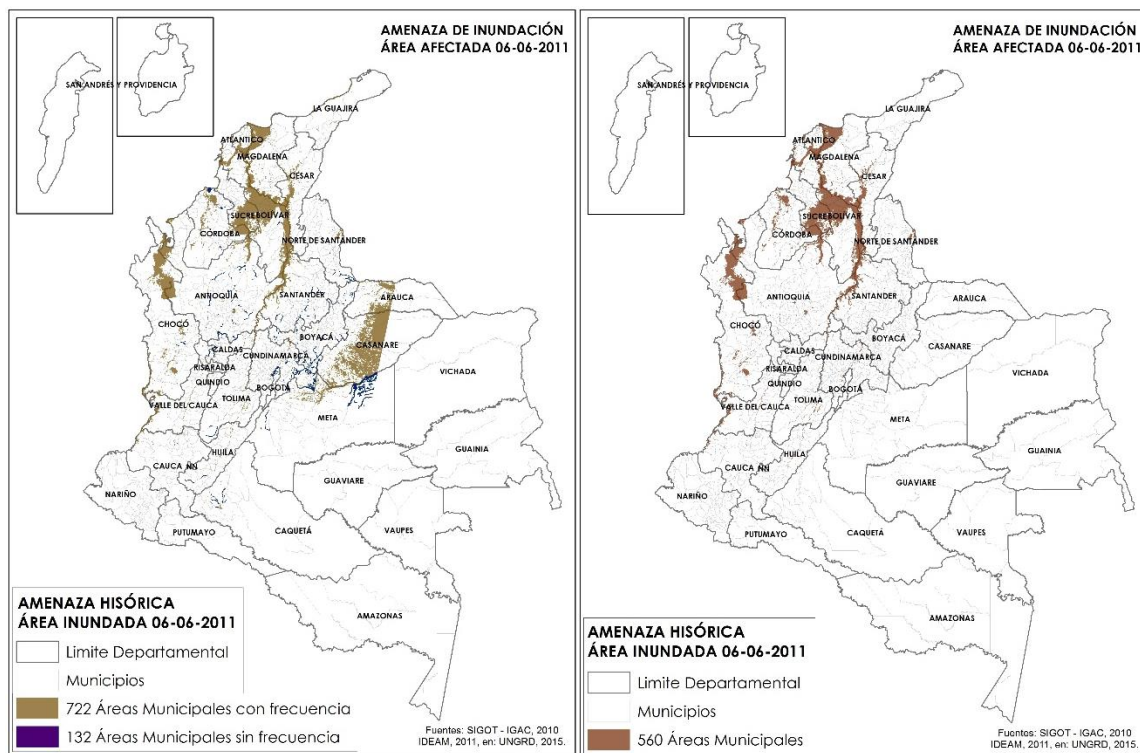 AMENAZA DE INUNDACIÓN
ÁREA AFECTADA 06-06-2011
SAN ANDRÉS Y PROVIDENCIA
LA GUAJIRA
ATLANTICO
MAGDALENA
CESAR
SUCRE BOLIVAR
CÓRDOBA
NORTE DE SANTANDER
ANTIOQUIA
SANTANDER
ARAUCA
CHOCÓ
BOYACÁ
CALDAS
CUNDINAMARCA
CASANARE
RISARALDA
VICHADA
QUINDIO
BOGOTÁ
VALLE DEL CAUCA
TOLIMA
META
GUAINIA
HUILA
CAUCA ÑN
GUAVIARE
NARIÑO
CAQUETÁ
VAUPES
PUTUMAYO
AMAZONAS
AMENAZA HISÓRICA
ÁREA INUNDADA 06-06-2011
Limite Departamental
Municipios
722 Áreas Municipales con frecuencia
132 Áreas Municipales sin frecuencia
Fuentes: SIGOT - IGAC, 2010
IDEAM, 2011, en: UNGRD, 2015.
AMENAZA DE INUNDACIÓN
ÁREA AFECTADA 06-06-2011
SAN ANDRÉS Y PROVIDENCIA
LA GUAJIRA
ATLANTICO
MAGDALENA
CESAR
SUCRE BOLIVAR
CÓRDOBA
NORTE DE SANTANDER
ANTIOQUIA
SANTANDER
ARAUCA
CHOCÓ
BOYACÁ
CALDAS
CUNDINAMARCA
CASANARE
RISARALDA
VICHADA
QUINDIO
BOGOTÁ
VALLE DEL CAUCA
TOLIMA
META
GUAINIA
HUILA
CAUCA ÑN
GUAVIARE
NARIÑO
CAQUETÁ
VAUPES
PUTUMAYO
AMAZONAS
AMENAZA HISÓRICA
ÁREA INUNDADA 06-06-2011
Limite Departamental
Municipios
560 Áreas Municipales
Fuentes: SIGOT - IGAC, 2010
IDEAM, 2011, en: UNGRD, 2015.